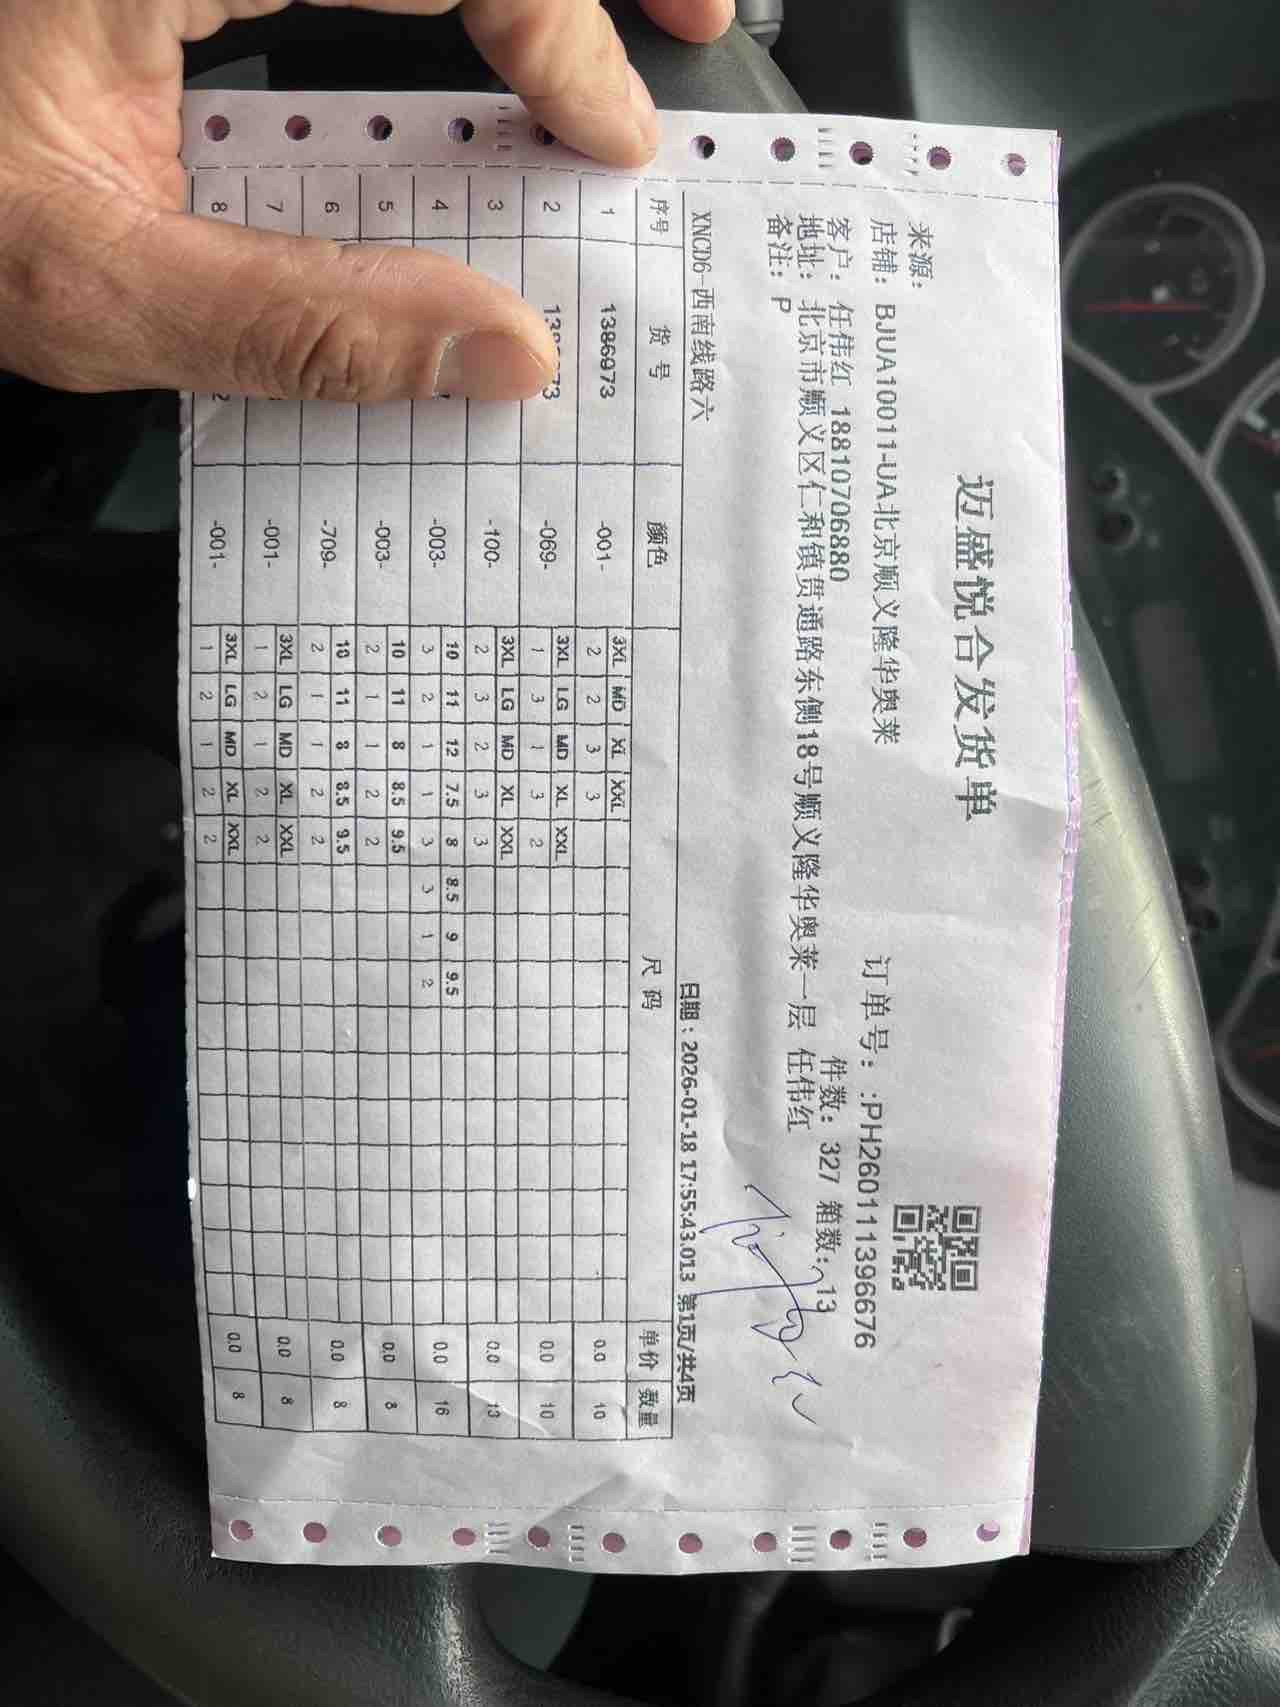 迈盛悦合发货单
来源：
店铺：BJUA10011-UA北京顺义隆华奥莱 订单号：:PH260111396676
客户：任伟红 18810706880 件数：327 箱数：13
地址：北京市顺义区仁和镇贯通路东侧18号顺义隆华奥莱一层 任伟红
备注：P
XNCD6-西南线路六 日期：2026-01-18 17:55:43.013 第1页/共4页
序号 货号 颜色 尺码 单价 数量
3XL MD XL XXL
1 1386973 -001- 2 2 3 3 0.0 10
3XL LG MD XL XXL
2 -069- 1 3 1 3 2 0.0 10
3XL LG MD XL XXL
3 -100- 2 3 2 3 3 0.0 13
10 11 12 7.5 8 8.5 9 9.5
4 -003- 3 2 1 1 3 3 1 2 0.0 16
10 11 8 8.5 9.5
5 -003- 2 1 1 2 2 0.0 8
10 11 8 8.5 9.5
6 -709- 2 1 1 2 2 0.0 8
3XL LG MD XL XXL
7 -001- 1 2 1 2 2 0.0 8
3XL LG MD XL XXL
8 -001- 1 2 1 2 2 0.0 8